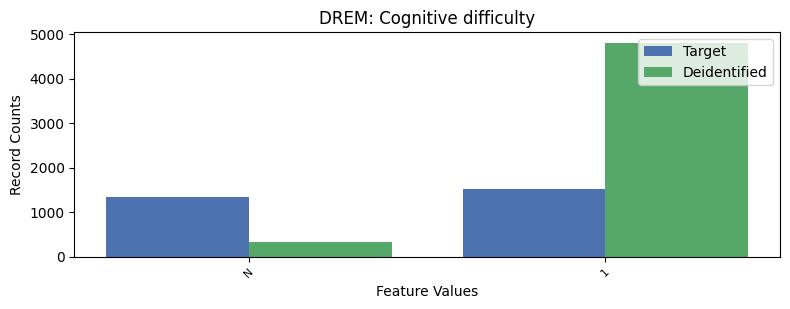 DREM: Cognitive difficulty
Record Counts
5000
4000
3000
2000
1000
0
Target
Deidentified
N
1
Feature Values